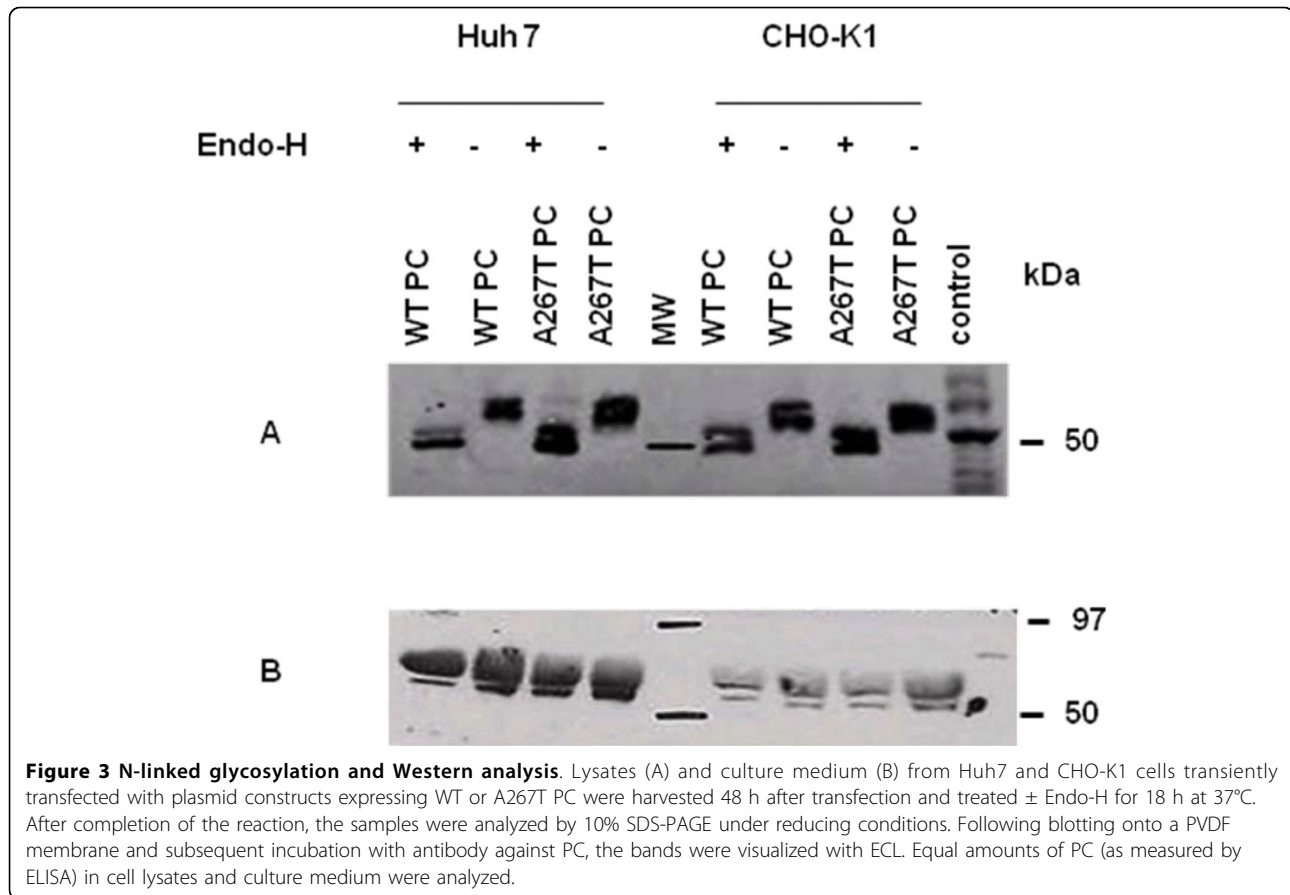 Huh 7 CHO-K1
Endo-H + - + - + - + -
WT PC WT PC A267T PC A267T PC MW WT PC WT PC A267T PC A267T PC control kDa
A 50
97
B
50
Figure 3 N-linked glycosylation and Western analysis. Lysates (A) and culture medium (B) from Huh7 and CHO-K1 cells transiently
transfected with plasmid constructs expressing WT or A267T PC were harvested 48 h after transfection and treated ± Endo-H for 18 h at 37°C.
After completion of the reaction, the samples were analyzed by 10% SDS-PAGE under reducing conditions. Following blotting onto a PVDF
membrane and subsequent incubation with antibody against PC, the bands were visualized with ECL. Equal amounts of PC (as measured by
ELISA) in cell lysates and culture medium were analyzed.